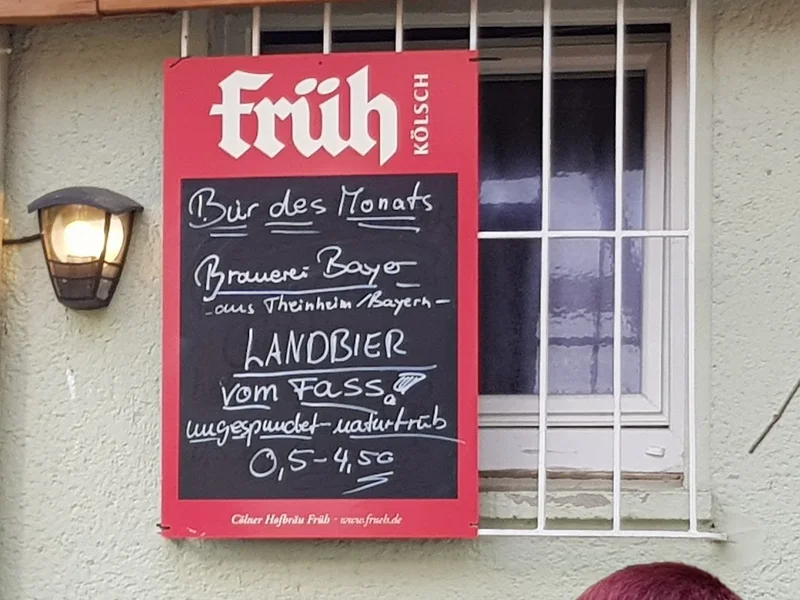 Früh KÖLSCH
Bür des Monats
Brauerei Bayer
- aus Theinheim/Bayern -
LANDBIER
vom FASS
ungespundet-naturtrüb
0,5-4,50
Cölner Hofbräu Früh · www.frueh.de